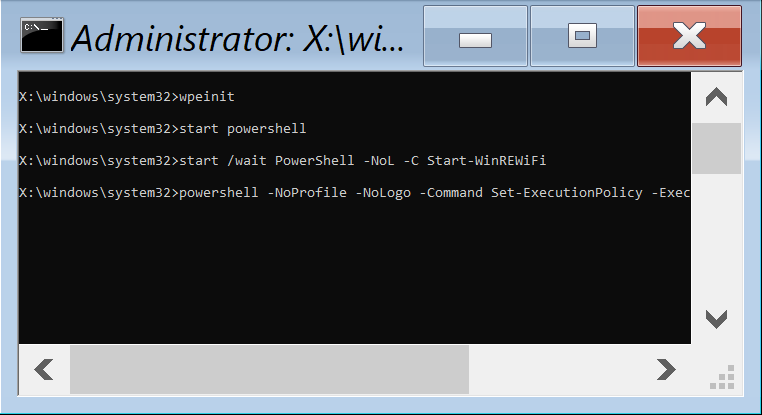 Administrator: X:\wi...
X:\windows\system32>wpeinit
X:\windows\system32>start powershell
X:\windows\system32>start /wait PowerShell -NoL -C Start-WinREWiFi
X:\windows\system32>powershell -NoProfile -NoLogo -Command Set-ExecutionPolicy -Exec